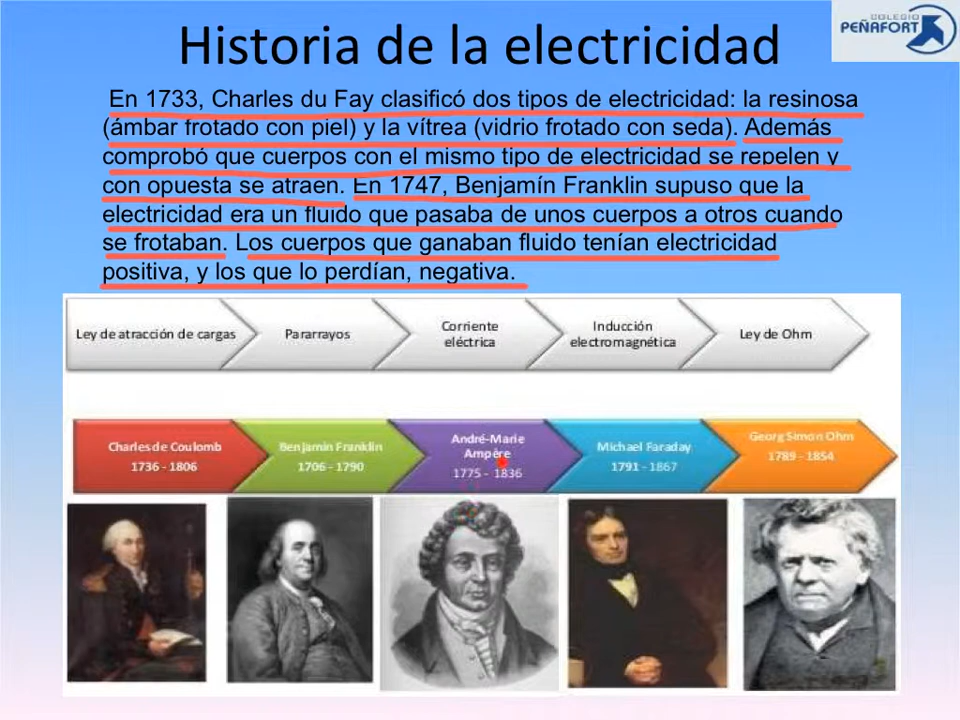 COLEGIO
PEÑAFORT
Historia de la electricidad
En 1733, Charles du Fay clasificó dos tipos de electricidad: la resinosa
(ámbar frotado con piel) y la vítrea (vidrio frotado con seda). Además
comprobó que cuerpos con el mismo tipo de electricidad se repelen y
con opuesta se atraen. En 1747, Benjamín Franklin supuso que la
electricidad era un fluido que pasaba de unos cuerpos a otros cuando
se frotaban. Los cuerpos que ganaban fluido tenían electricidad
positiva, y los que lo perdían, negativa.
Ley de atracción de cargas
Pararrayos
Corriente
eléctrica
Inducción
electromagnética
Ley de Ohm
Charles de Coulomb
1736 - 1806
Benjamin Franklin
1706 - 1790
André-Marie
Ampère
1775 - 1836
Michael Faraday
1791 - 1867
Georg Simon Ohm
1789 - 1854